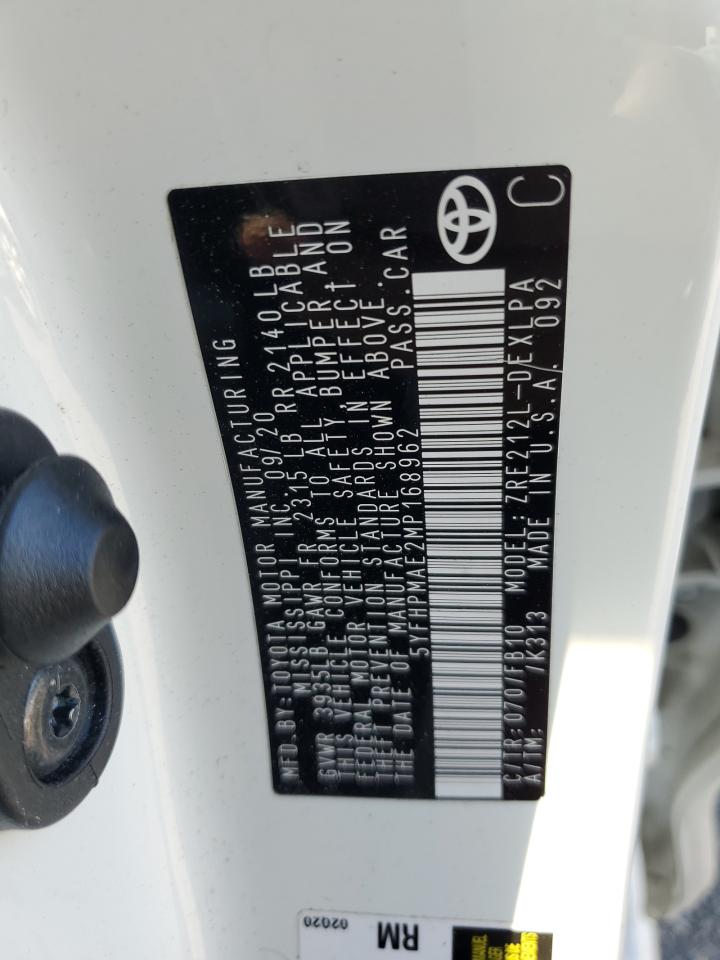 MFD BY: TOYOTA MOTOR MANUFACTURING
MISSISSIPPI INC. 09/20
GVWR 3935LB GAWR FR 2315 LB RR 2140LB
THIS VEHICLE CONFORMS TO ALL APPLICABLE
FEDERAL MOTOR VEHICLE SAFETY, BUMPER, AND
THEFT PREVENTION STANDARDS IN EFFECT ON
THE DATE OF MANUFACTURE SHOWN ABOVE.
5YFHPMAE2MP168962 PASS.CAR
C/TR: 070/FB10 MODEL: ZRE212L-DEXLPA
A/TM: /K313 MADE IN U.S.A. 092
C
02020
RM